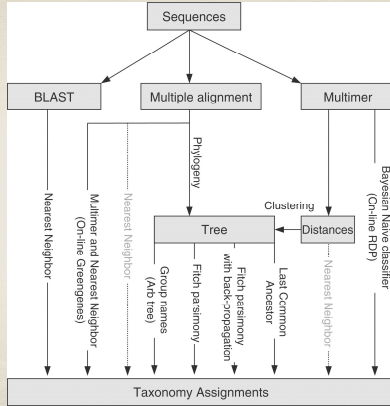 Sequences
BLAST
Multiple alignment
Multimer
Phylogeny
Clustering
Tree
Distances
Nearest Neighbor
Multimer and Nearest Neighbor
(On-line Greengenes)
Nearest Neighbor
Group names
(Arb tree)
Fitch parsimony
Fitch parsimony
with back-propagation
Last Common
Ancestor
Nearest Neighbor
Bayesian Naive classifier
(On-line RDP)
Taxonomy Assignments